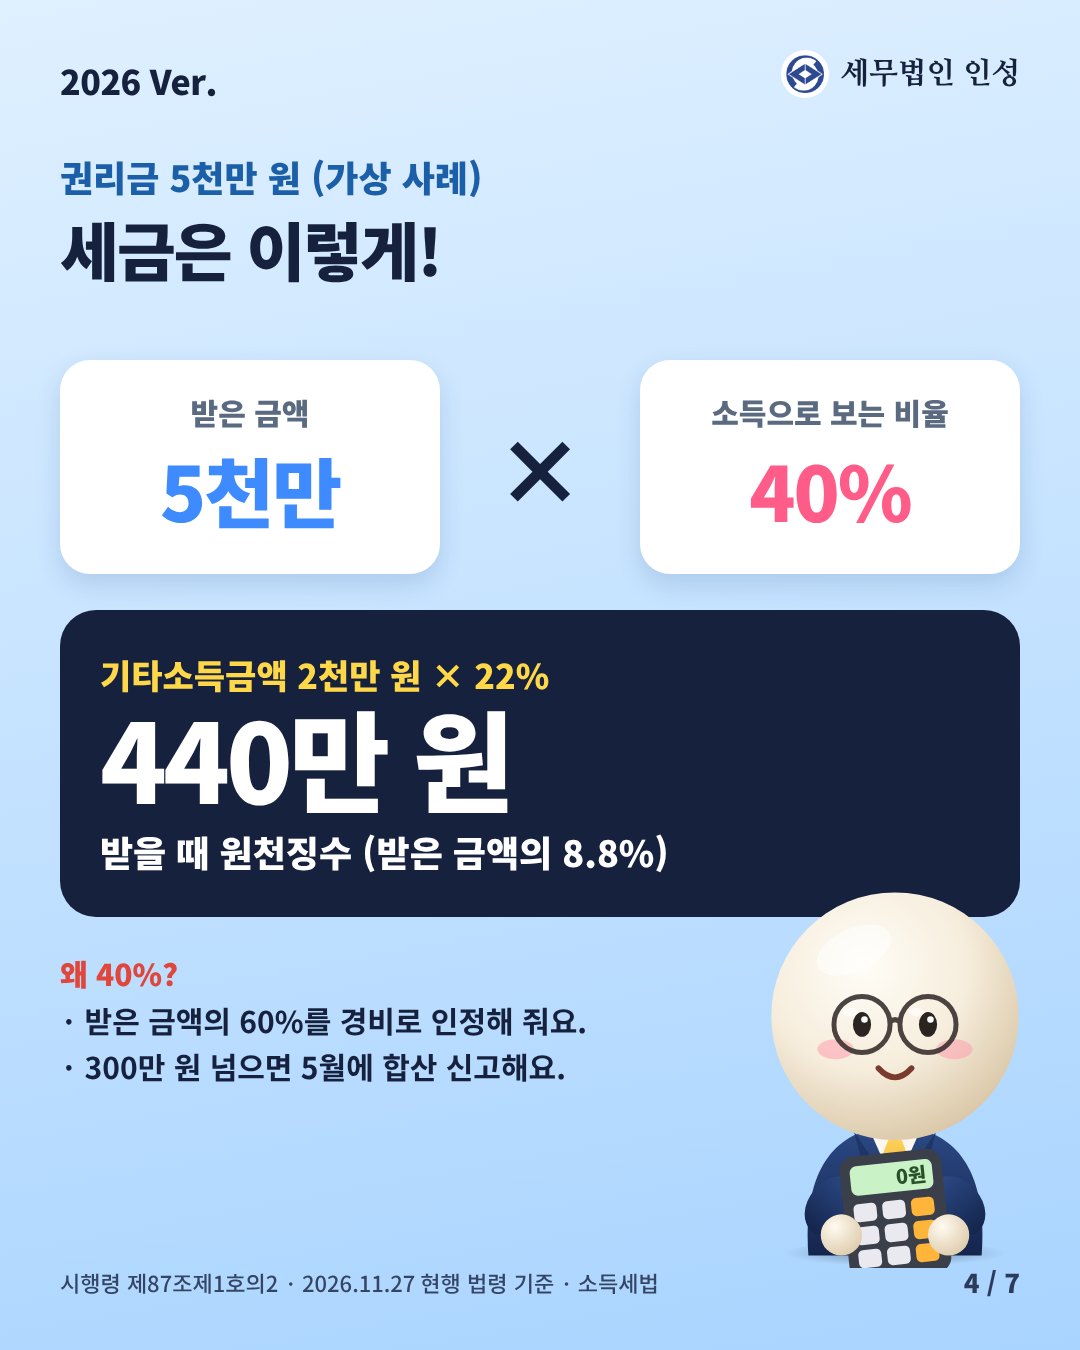 2026 Ver.
세무법인 인성
권리금 5천만 원 (가상 사례)
세금은 이렇게!
받은 금액
5천만
×
소득으로 보는 비율
40%
기타소득금액 2천만 원 × 22%
440만 원
받을 때 원천징수 (받은 금액의 8.8%)
왜 40%?
· 받은 금액의 60%를 경비로 인정해 줘요.
· 300만 원 넘으면 5월에 합산 신고해요.
0원
시행령 제87조제1호의2 · 2026.11.27 현행 법령 기준 · 소득세법
4 / 7